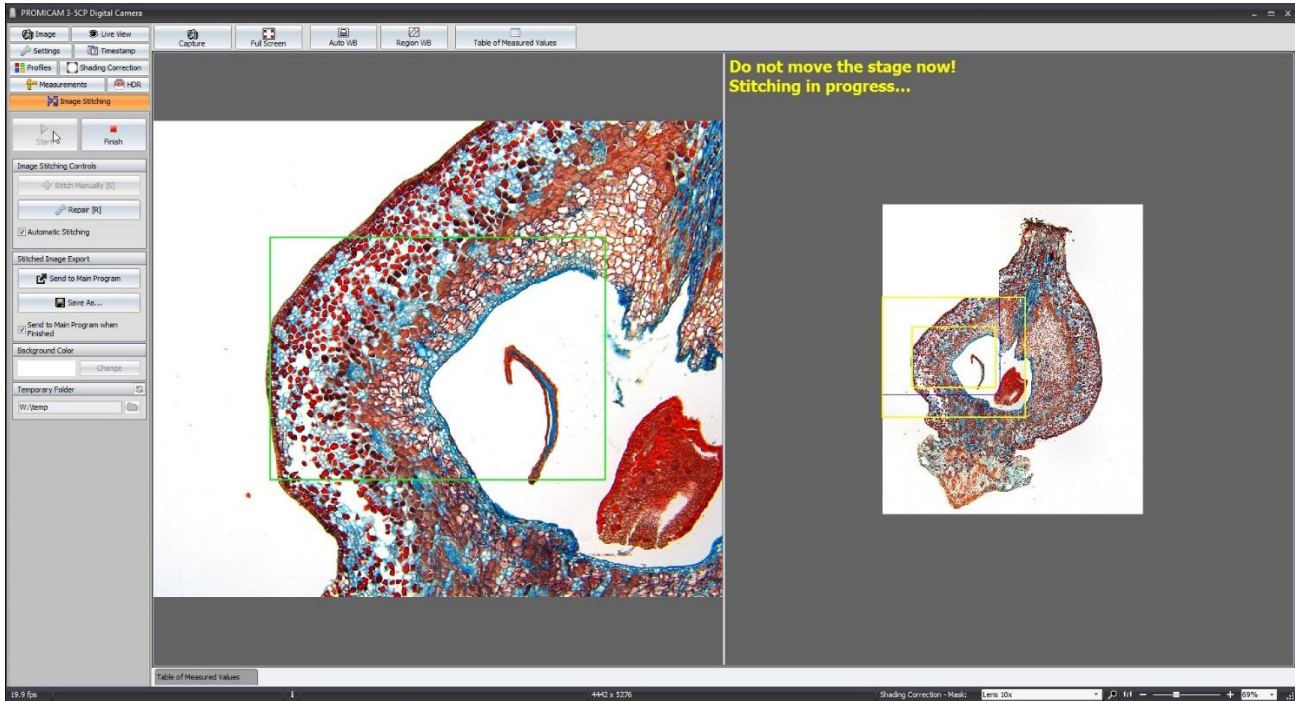 PROMICAM 3-5CP Digital Camera
Image
Live View
Settings
Timestamp
Profiles
Shading Correction
Measurements
HDR
Image Stitching
Capture
Full Screen
Auto WB
Region WB
Table of Measured Values
Start
Finish
Image Stitching Controls
Stitch Manually [S]
Repair [R]
Automatic Stitching
Stitched Image Export
Send to Main Program
Save As...
Send to Main Program when
Finished
Background Color
Change
Temporary Folder
W:\temp
Do not move the stage now!
Stitching in progress...
Table of Measured Values
19.9 fps
4442 x 5276
Shading Correction - Mask:
Lens 10x
1:1
69%